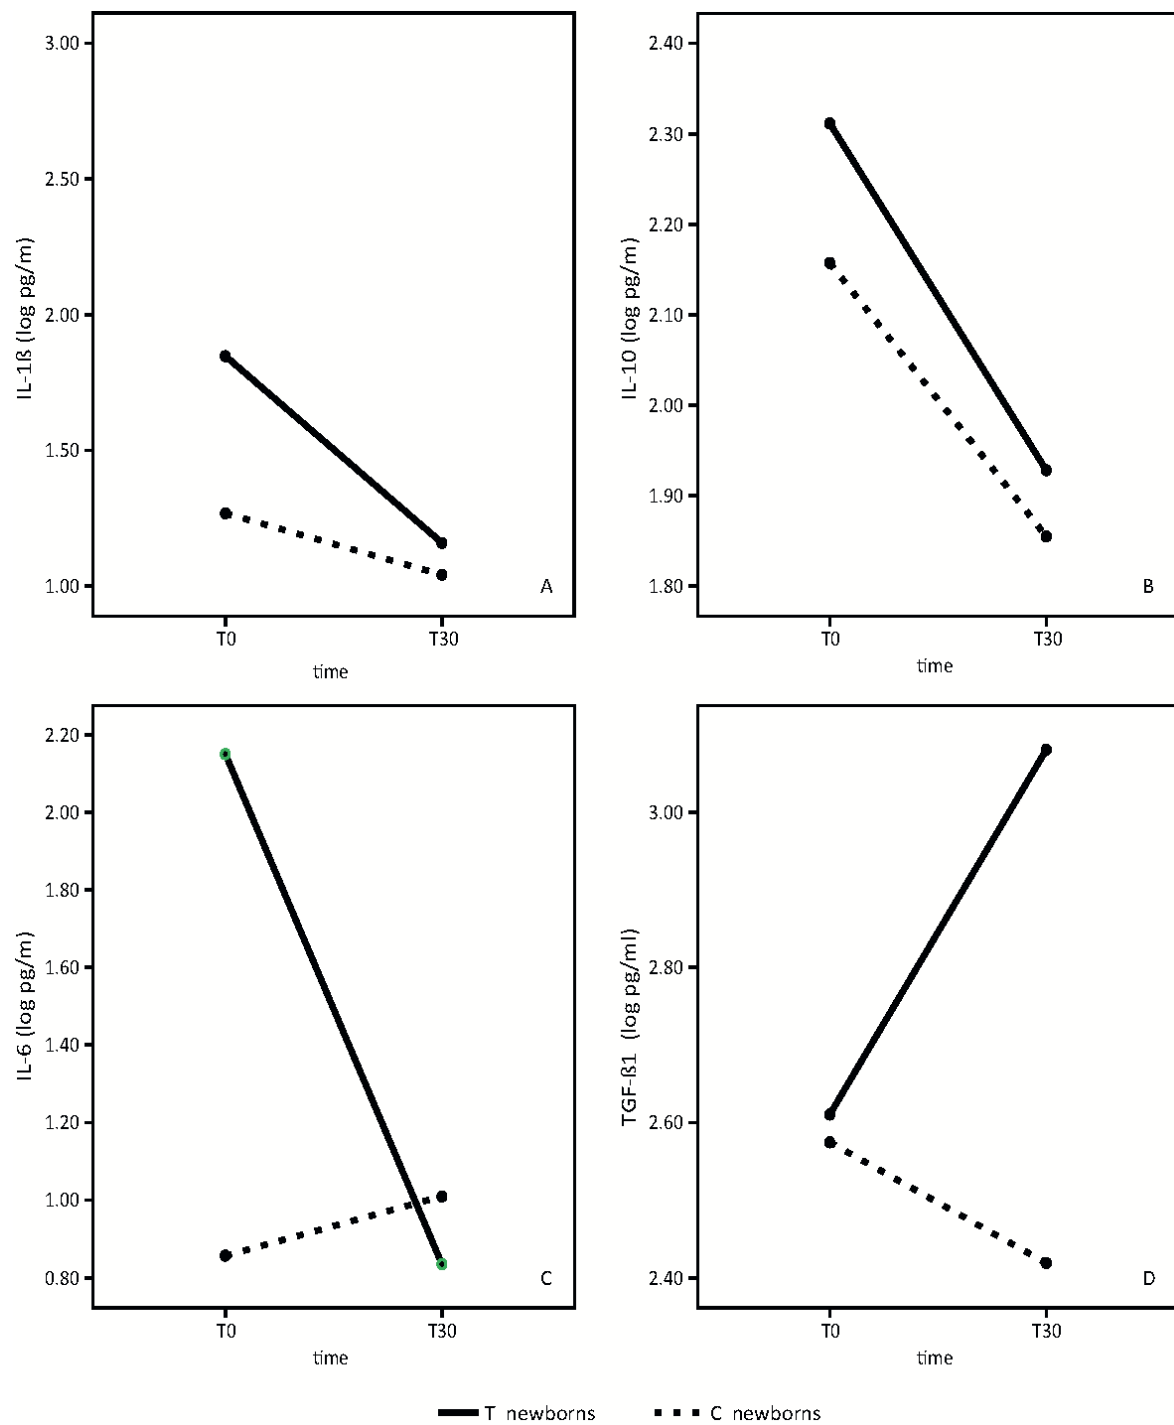 3.00
2.50
2.00
1.50
1.00
IL-1ß (log pg/m)
A
T0 T30
time
2.40
2.30
2.20
2.10
2.00
1.90
1.80
IL-10 (log pg/m)
B
T0 T30
time
2.20
2.00
1.80
1.60
1.40
1.20
1.00
0.80
IL-6 (log pg/m)
C
T0 T30
time
3.00
2.80
2.60
2.40
TGF-ß1 (log pg/ml)
D
T0 T30
time
T newborns C newborns